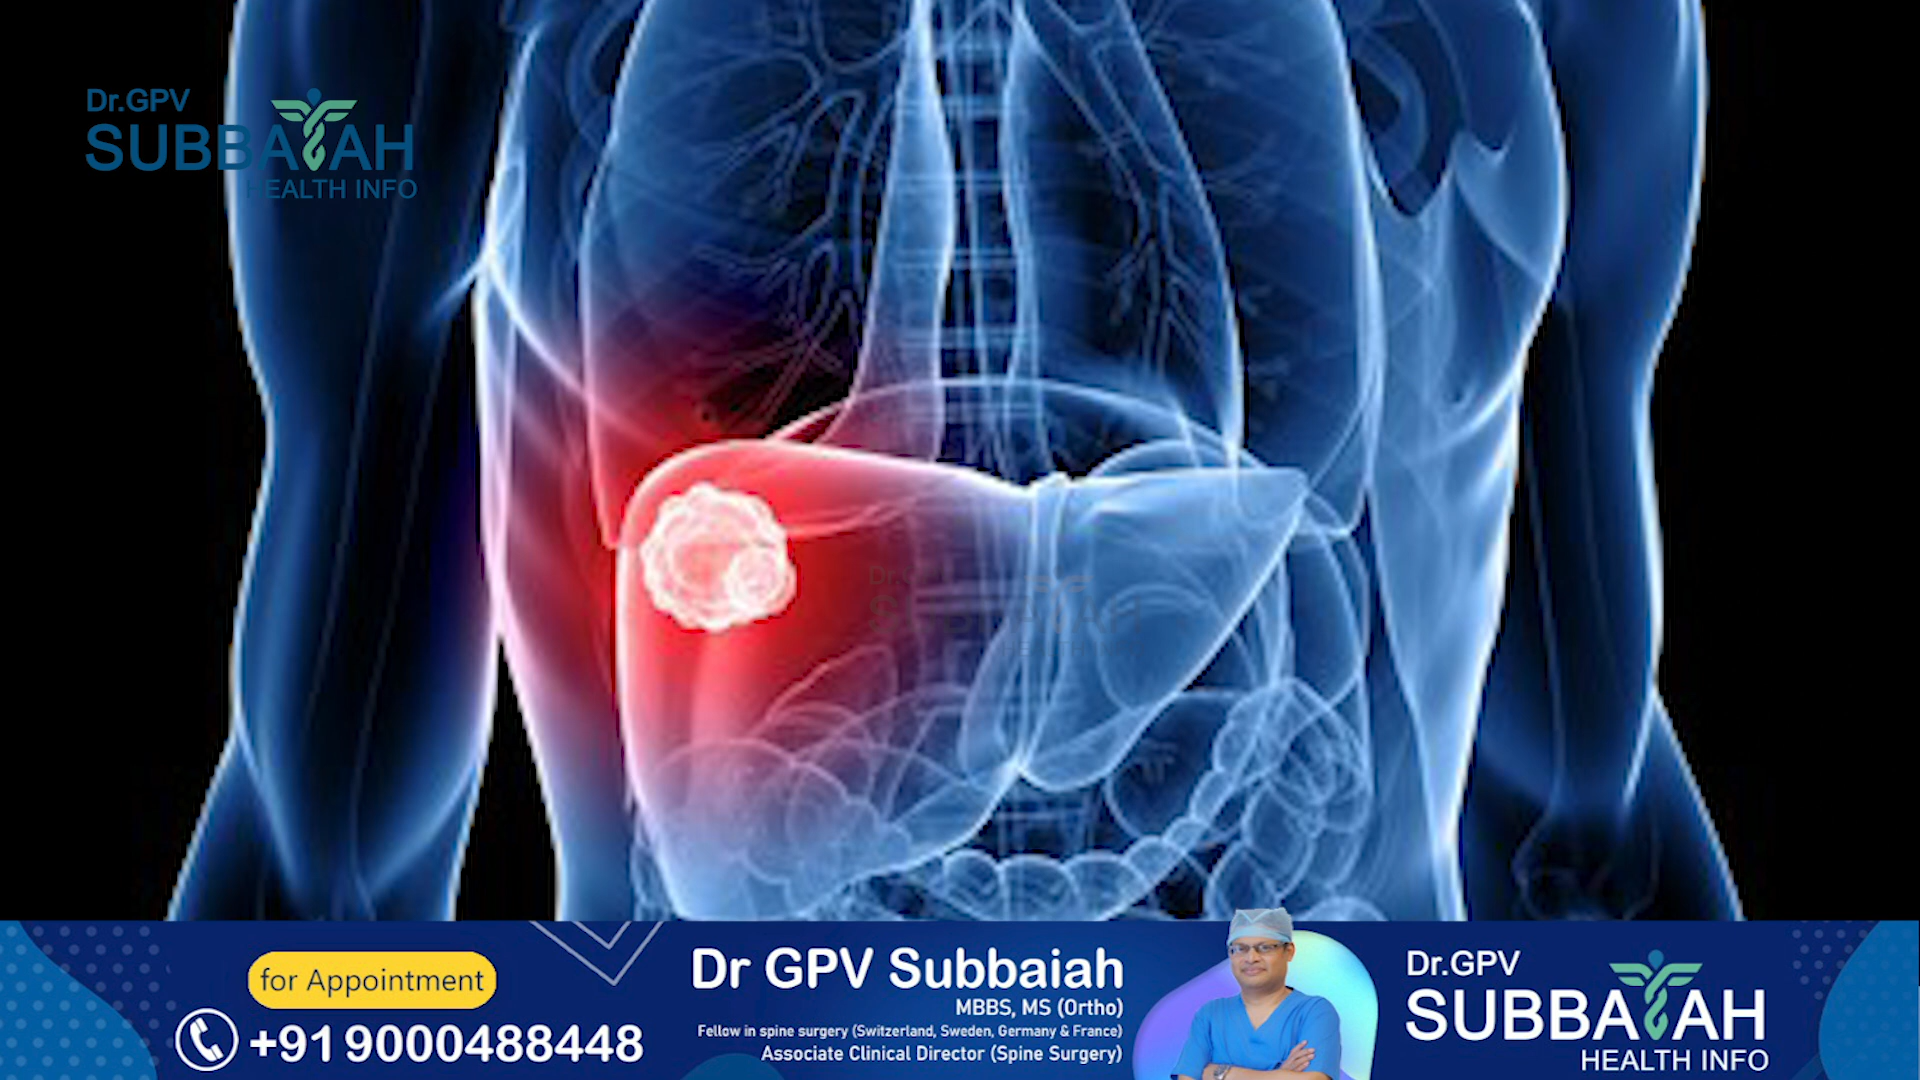 Dr.GPV
SUBBAIAH
HEALTH INFO
for Appointment
+91 9000488448
Dr GPV Subbaiah
MBBS, MS (Ortho)
Fellow in spine surgery (Switzerland, Sweden, Germany & France)
Associate Clinical Director (Spine Surgery)
Dr.GPV
SUBBAIAH
HEALTH INFO